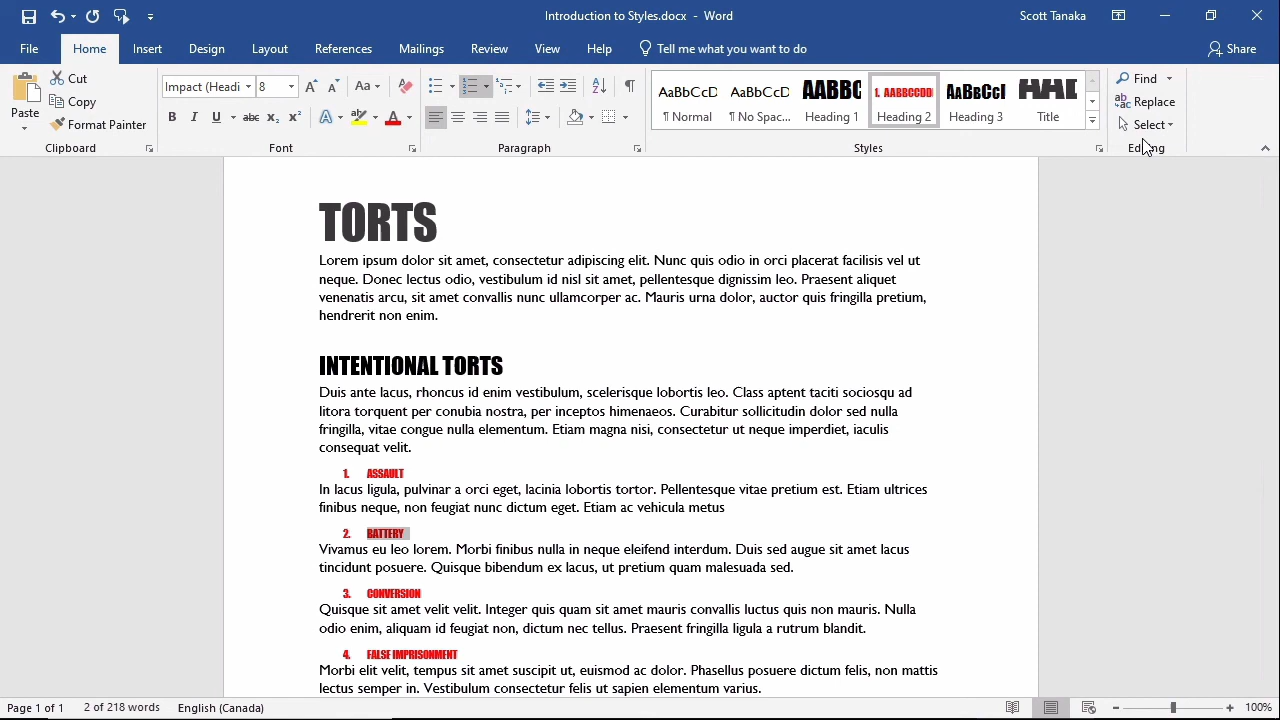 Introduction to Styles.docx - Word
Scott Tanaka
File Home Insert Design Layout References Mailings Review View Help Tell me what you want to do Share
Paste
Cut
Copy
Format Painter
Clipboard
Impact (Headi 8
Aa
B I U abc x₂ x²
Font
Paragraph
AaBbCcD AaBbCcD AABBC 1. AABBCCDD AaBbCcI AAB
¶ Normal ¶ No Spac... Heading 1 Heading 2 Heading 3 Title
Styles
Find
Replace
Select
Editing
TORTS
Lorem ipsum dolor sit amet, consectetur adipiscing elit. Nunc quis odio in orci placerat facilisis vel ut
neque. Donec lectus odio, vestibulum id nisl sit amet, pellentesque dignissim leo. Praesent aliquet
venenatis arcu, sit amet convallis nunc ullamcorper ac. Mauris urna dolor, auctor quis fringilla pretium,
hendrerit non enim.
INTENTIONAL TORTS
Duis ante lacus, rhoncus id enim vestibulum, scelerisque lobortis leo. Class aptent taciti sociosqu ad
litora torquent per conubia nostra, per inceptos himenaeos. Curabitur sollicitudin dolor sed nulla
fringilla, vitae congue nulla elementum. Etiam magna nisi, consectetur ut neque imperdiet, iaculis
consequat velit.
1. ASSAULT
In lacus ligula, pulvinar a orci eget, lacinia lobortis tortor. Pellentesque vitae pretium est. Etiam ultrices
finibus neque, non feugiat nunc dictum eget. Etiam ac vehicula metus
2. BATTERY
Vivamus eu leo lorem. Morbi finibus nulla in neque eleifend interdum. Duis sed augue sit amet lacus
tincidunt posuere. Quisque bibendum ex lacus, ut pretium quam malesuada sed.
3. CONVERSION
Quisque sit amet velit velit. Integer quis quam sit amet mauris convallis luctus quis non mauris. Nulla
odio enim, aliquam id feugiat non, dictum nec tellus. Praesent fringilla ligula a rutrum blandit.
4. FALSE IMPRISONMENT
Morbi elit velit, tempus sit amet suscipit ut, euismod ac dolor. Phasellus posuere dictum felis, non mattis
lectus semper in. Vestibulum consectetur felis ut sapien elementum varius.
Page 1 of 1 2 of 218 words English (Canada) 100%